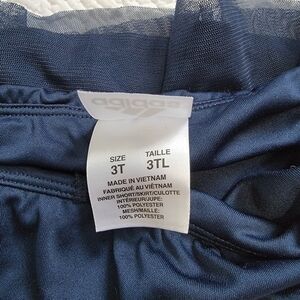 adidas
SIZE TAILLE
3T 3TL
MADE IN VIETNAM
FABRIQUÉ AU VIÊTNAM
INNER SHORT/SKIRT/CULOTTE
INTÉRIEUR/JUPE:
100% POLYESTER
MESH/MAILLE:
100% POLYESTER